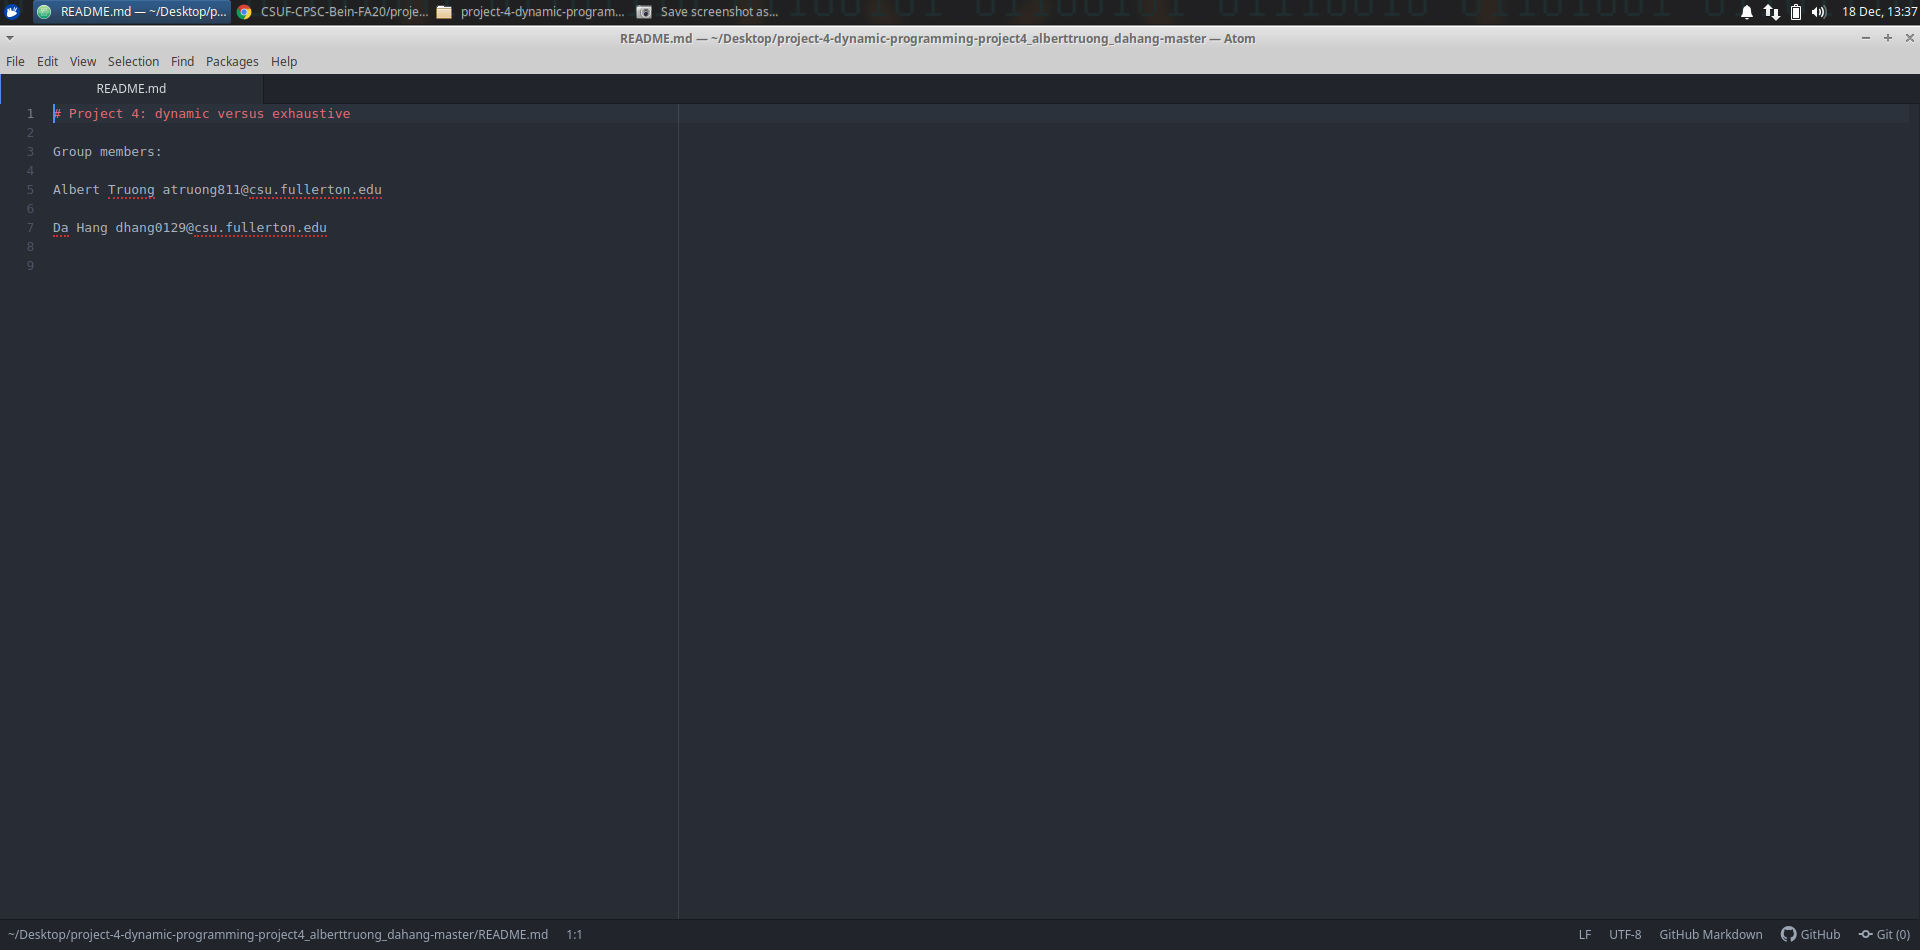 README.md — ~/Desktop/p... CSUF-CPSC-Bein-FA20/proje... project-4-dynamic-program... Save screenshot as... 18 Dec, 13:37
README.md — ~/Desktop/project-4-dynamic-programming-project4_alberttruong_dahang-master — Atom
File Edit View Selection Find Packages Help
README.md
1 # Project 4: dynamic versus exhaustive
2
3 Group members:
4
5 Albert Truong atruong811@csu.fullerton.edu
6
7 Da Hang dhang0129@csu.fullerton.edu
8
9
~/Desktop/project-4-dynamic-programming-project4_alberttruong_dahang-master/README.md 1:1 LF UTF-8 GitHub Markdown GitHub Git (0)